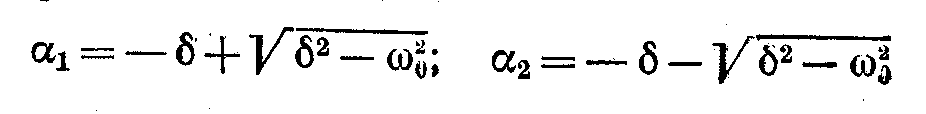 α₁ = −δ + √(δ² − ω₀²); α₂ = −δ − √(δ² − ω₀²)